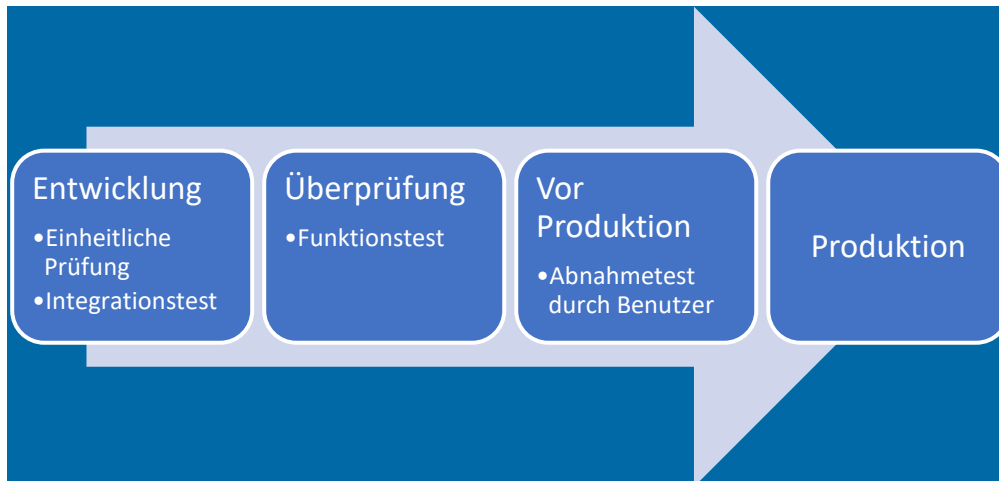 Entwicklung
•Einheitliche
Prüfung
•Integrationstest
Überprüfung
•Funktionstest
Vor
Produktion
•Abnahmetest
durch Benutzer
Produktion